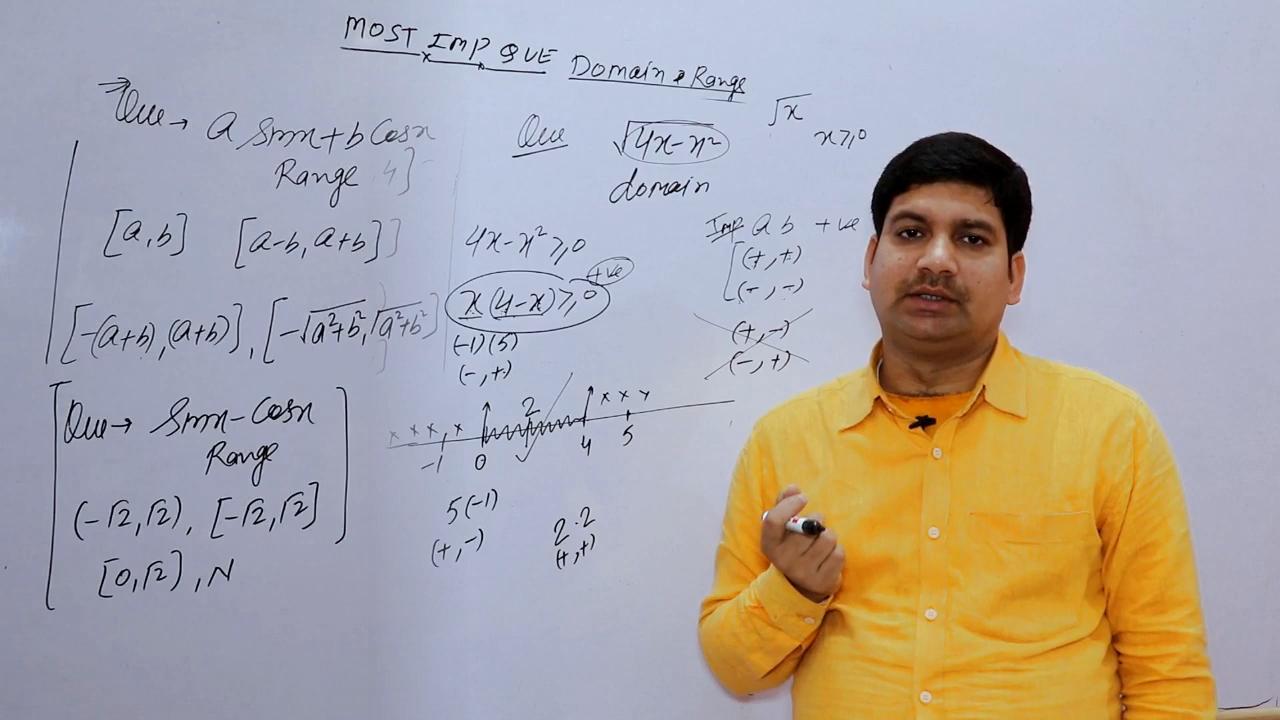 MOST IMP QUE Domain & Range
Que → a Sinx + b Cosx
Range 4]
[a,b] [a-b, a+b]]
[-(a+b),(a+b)], [-√a²+b², √a²+b²]
Que → Sinx - Cosx
Range
(-√2,√2), [-√2,√2]
[0,√2), N
Que √4x-x²
domain
√x
x≥0
4x-x²≥0
x(4-x)≥0 +ve
(-1)(5)
(-,+)
Imp a b +ve
(+,+)
(-,-)
(+,-)
(-,+)
x x x x 2 x x x
-1 0 4 5
5(-1)
(+,-)
2·2
(+,+)